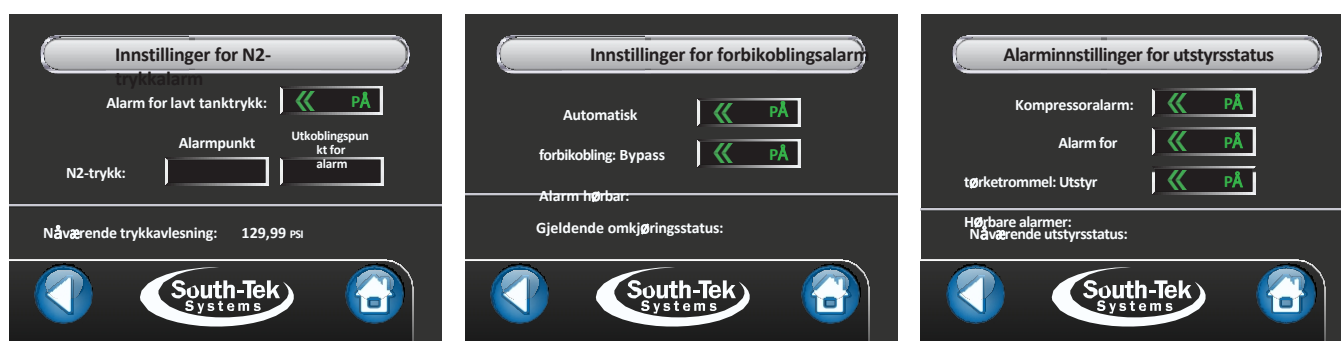 Innstillinger for N2-
trykkalarm
Alarm for lavt tanktrykk: PÅ
Alarmpunkt
Utkoblingspun
kt for
alarm
N2-trykk:
Nåværende trykkavlesning: 129,99 PSI
South-Tek
Systems
Innstillinger for forbikoblingsalarm
Automatisk PÅ
forbikobling: Bypass PÅ
Alarm hørbar:
Gjeldende omkjøringsstatus:
South-Tek
Systems
Alarminnstillinger for utstyrsstatus
Kompressoralarm: PÅ
Alarm for PÅ
tørketrommel: Utstyr PÅ
Hørbare alarmer:
Nåværende utstyrsstatus:
South-Tek
Systems